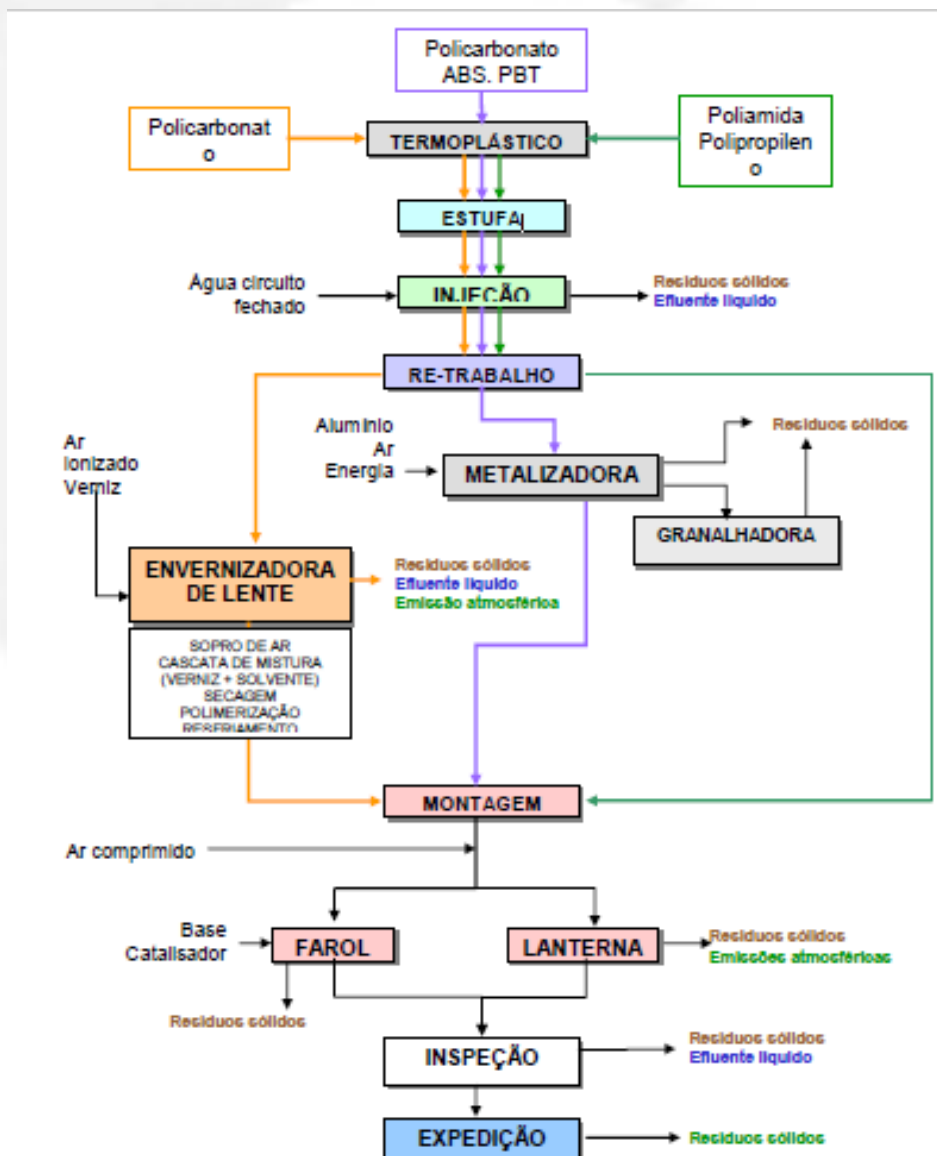 Policarbonato
ABS. PBT
Policarbonat
o
TERMOPLÁSTICO
Poliamida
Polipropilen
o
ESTUFA
Água circuito
fechado
INJEÇÃO
Resíduos sólidos
Efluente líquido
RE-TRABALHO
Alumínio
Ar
Energia
Resíduos sólidos
Ar
Ionizado
Verniz
METALIZADORA
GRANALHADORA
ENVERNIZADORA
DE LENTE
Resíduos sólidos
Efluente líquido
Emissão atmosférica
SOPRO DE AR
CASCATA DE MISTURA
(VERNIZ + SOLVENTE)
SECAGEM
POLIMERIZAÇÃO
RESFRIAMENTO
MONTAGEM
Ar comprimido
Base
Catalisador
FAROL
LANTERNA
Resíduos sólidos
Emissões atmosféricas
Resíduos sólidos
INSPEÇÃO
Resíduos sólidos
Efluente líquido
EXPEDIÇÃO
Resíduos sólidos